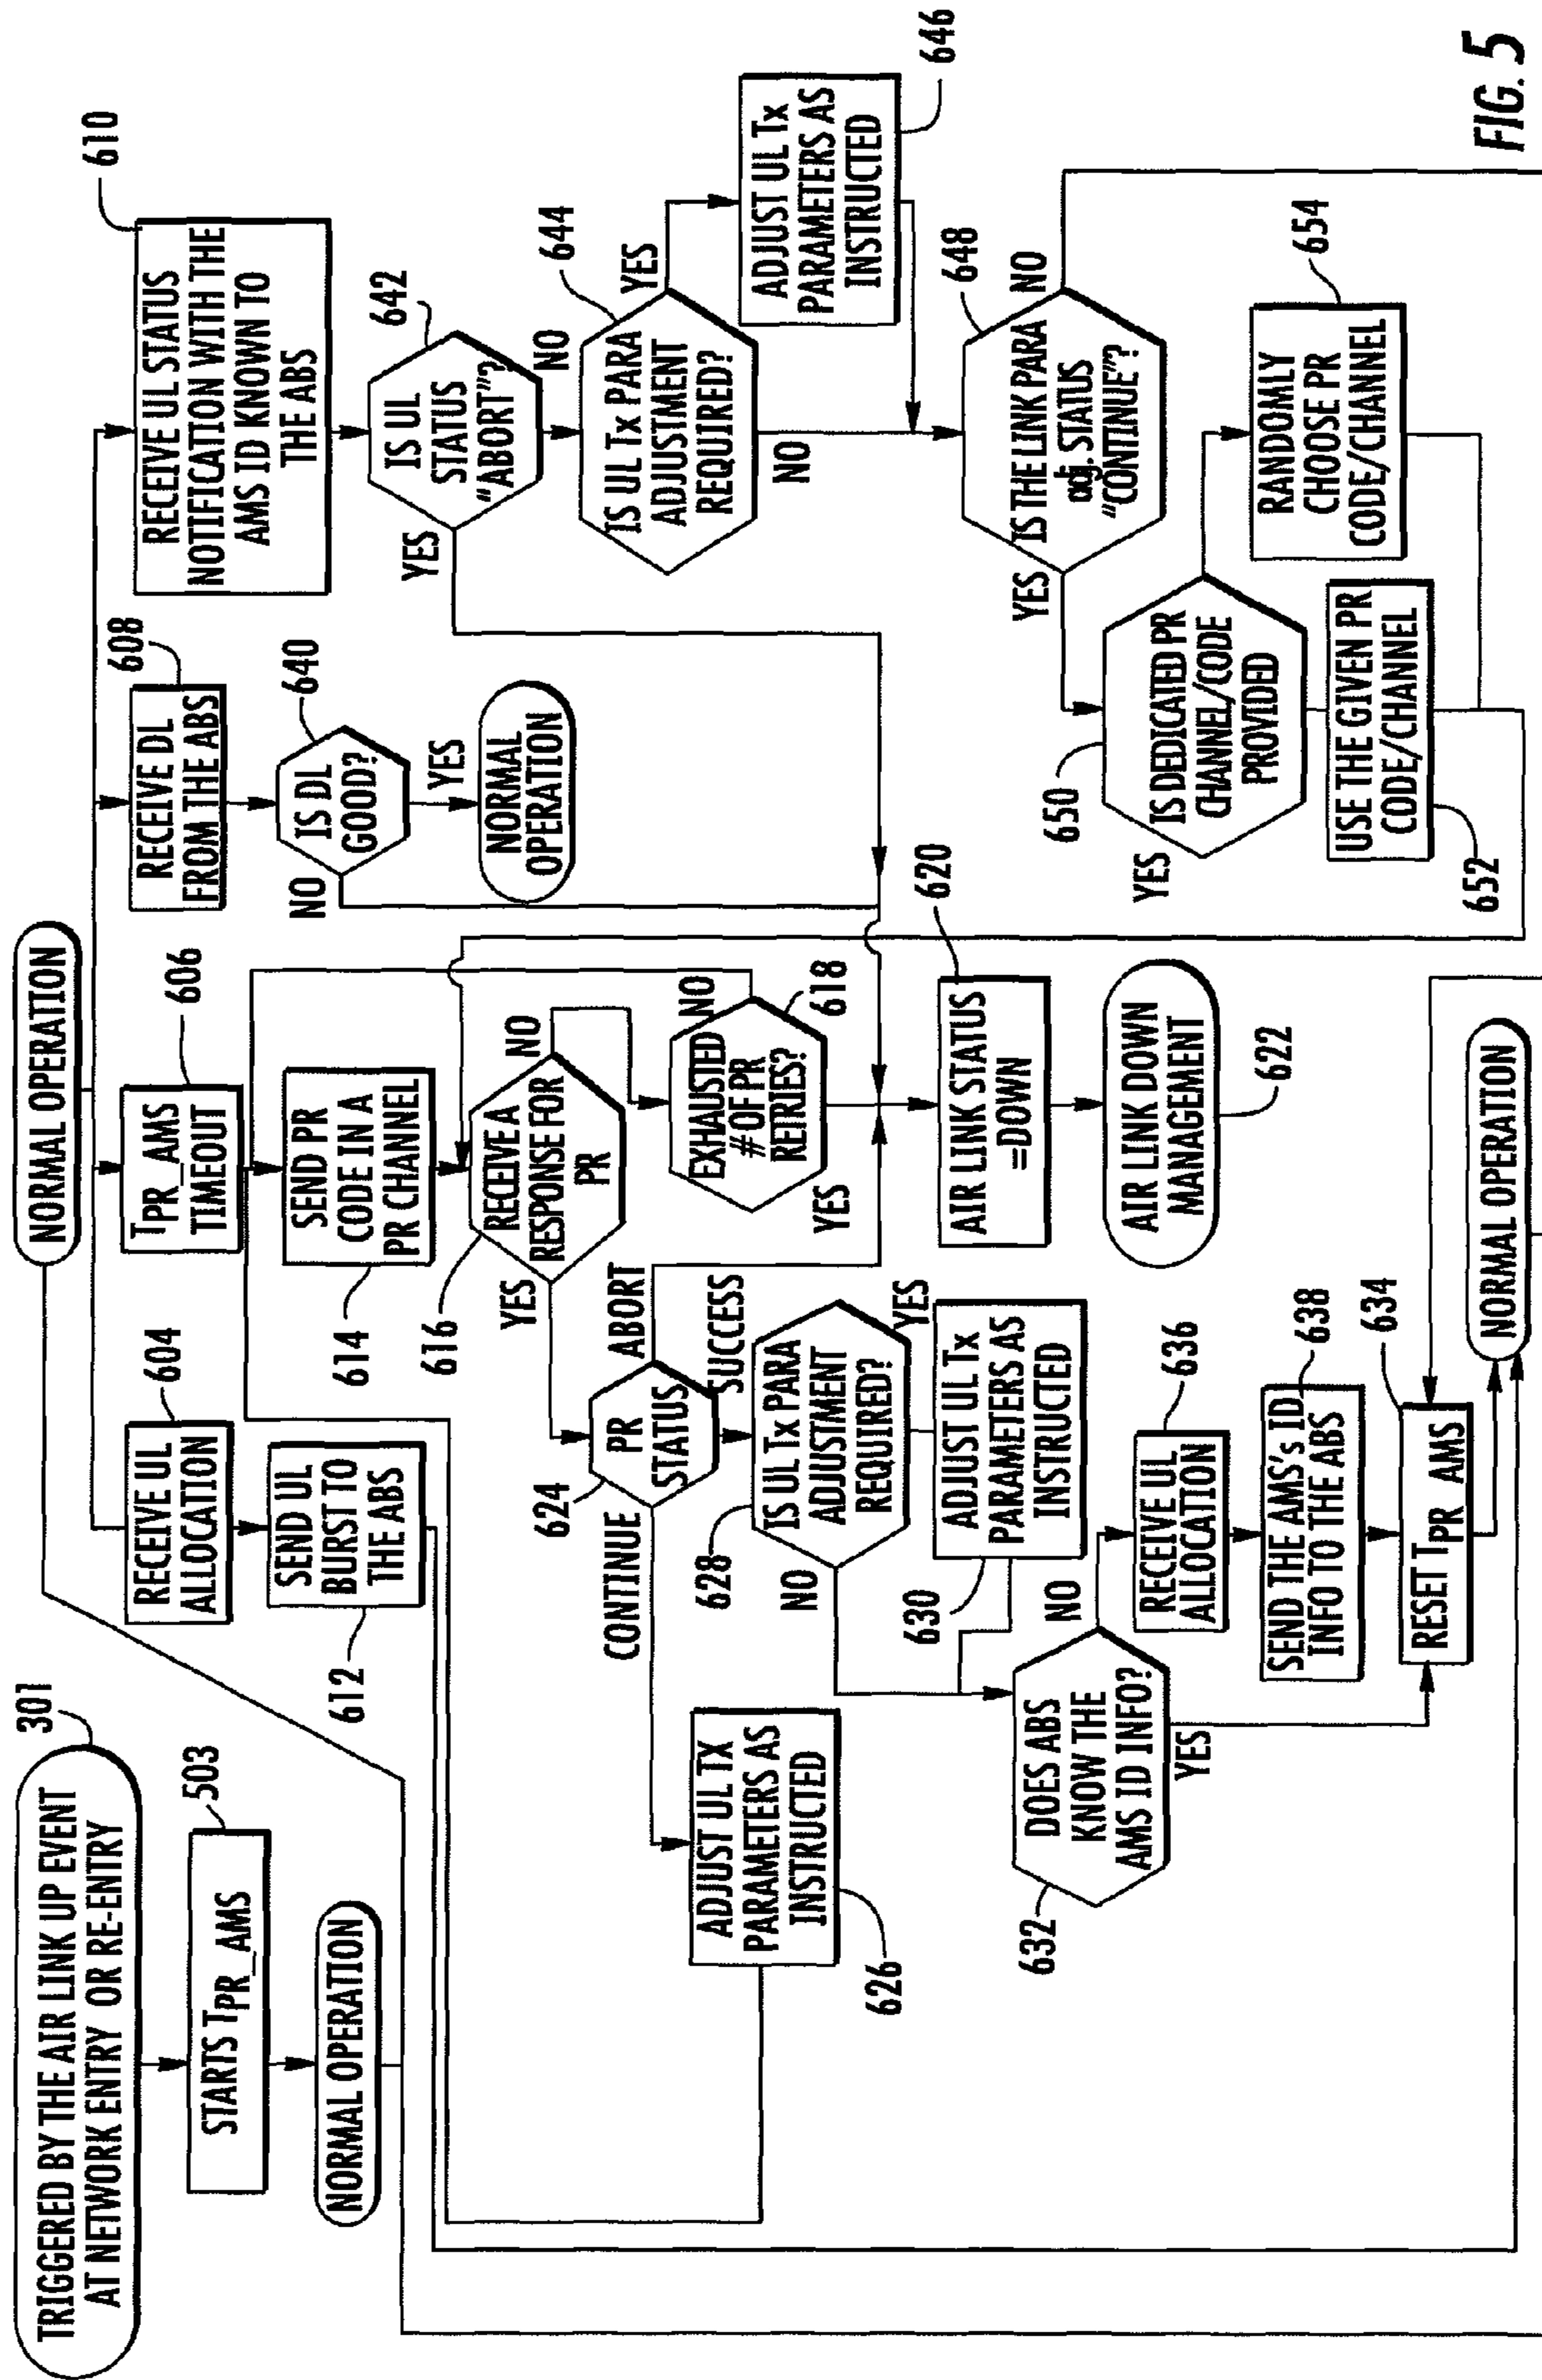 TRIGGERED BY THE AIR LINK UP EVENT
AT NETWORK ENTRY OR RE-ENTRY
301
STARTS TPR_AMS
503
NORMAL OPERATION
NORMAL OPERATION
RECEIVE UL
ALLOCATION
604
SEND UL
BURST TO
THE ABS
612
TPR_AMS
TIMEOUT
606
SEND PR
CODE IN A
PR CHANNEL
614
RECEIVE A
RESPONSE FOR
PR
616
YES
NO
EXHAUSTED
# OF PR
RETRIES?
618
NO
YES
AIR LINK STATUS
=DOWN
620
AIR LINK DOWN
MANAGEMENT
622
PR
STATUS
624
CONTINUE
ABORT
SUCCESS
ADJUST UL TX
PARAMETERS AS
INSTRUCTED
626
IS UL Tx PARA
ADJUSTMENT
REQUIRED?
628
NO
YES
ADJUST UL Tx
PARAMETERS AS
INSTRUCTED
630
DOES ABS
KNOW THE
AMS ID INFO?
632
NO
YES
RECEIVE UL
ALLOCATION
636
SEND THE AMS's ID
INFO TO THE ABS
638
RESET TPR_AMS
634
NORMAL OPERATION
RECEIVE DL
FROM THE ABS
608
IS DL
GOOD?
640
NO
YES
NORMAL
OPERATION
RECEIVE UL STATUS
NOTIFICATION WITH THE
AMS ID KNOWN TO
THE ABS
610
IS UL
STATUS
"ABORT"?
642
YES
NO
IS UL Tx PARA
ADJUSTMENT
REQUIRED?
644
YES
NO
ADJUST UL Tx
PARAMETERS AS
INSTRUCTED
646
IS THE LINK PARA
adj. STATUS
"CONTINUE"?
648
YES
NO
IS DEDICATED PR
CHANNEL/CODE
PROVIDED
650
YES
USE THE GIVEN PR
CODE/CHANNEL
652
RANDOMLY
CHOOSE PR
CODE/CHANNEL
654
FIG. 5